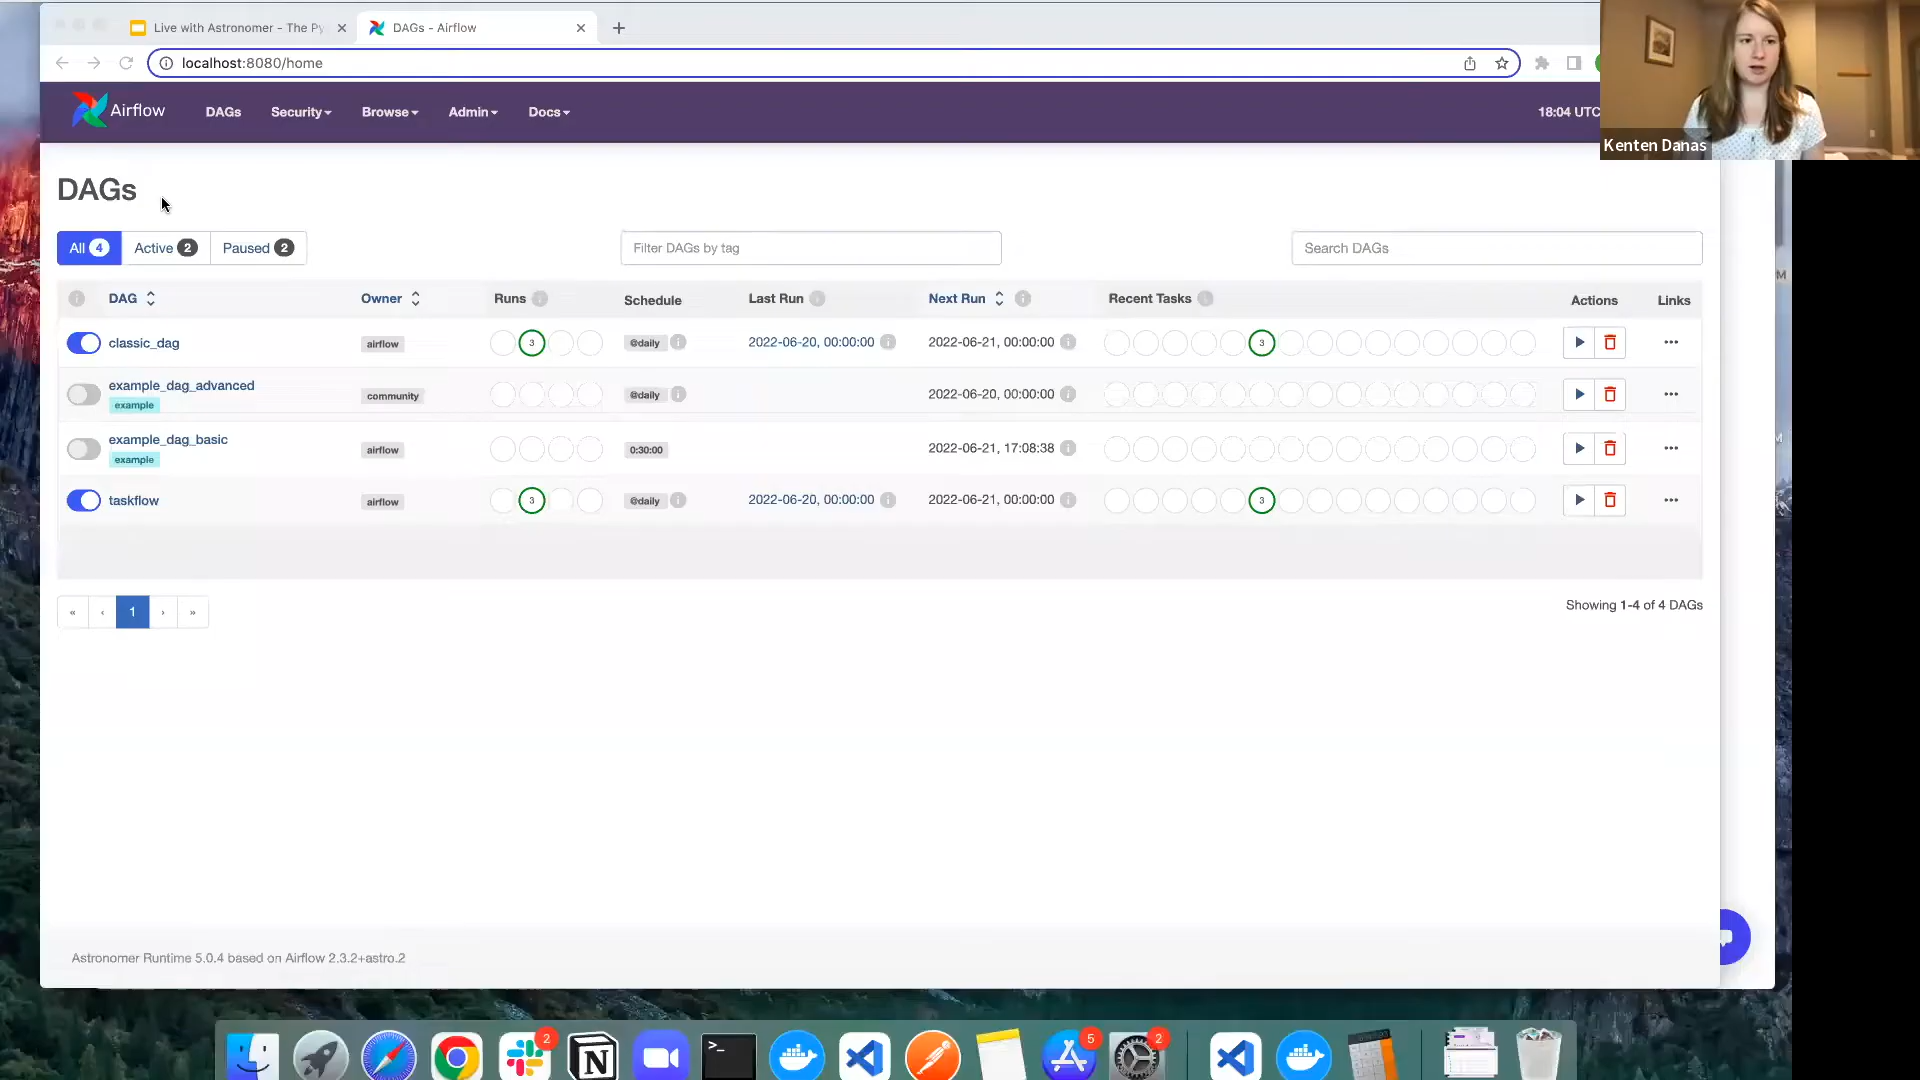 Live with Astronomer - The Py
DAGs - Airflow
localhost:8080/home
Airflow
DAGs
Security
Browse
Admin
Docs
18:04 UTC
Kenten Danas
DAGs
All 4
Active 2
Paused 2
Filter DAGs by tag
Search DAGs
DAG
Owner
Runs
Schedule
Last Run
Next Run
Recent Tasks
Actions
Links
classic_dag
airflow
3
@daily
2022-06-20, 00:00:00
2022-06-21, 00:00:00
3
example_dag_advanced
example
community
@daily
2022-06-20, 00:00:00
example_dag_basic
example
airflow
0:30:00
2022-06-21, 17:08:38
taskflow
airflow
3
@daily
2022-06-20, 00:00:00
2022-06-21, 00:00:00
3
« ‹ 1 › »
Showing 1-4 of 4 DAGs
Astronomer Runtime 5.0.4 based on Airflow 2.3.2+astro.2
2
N
>_
5
2